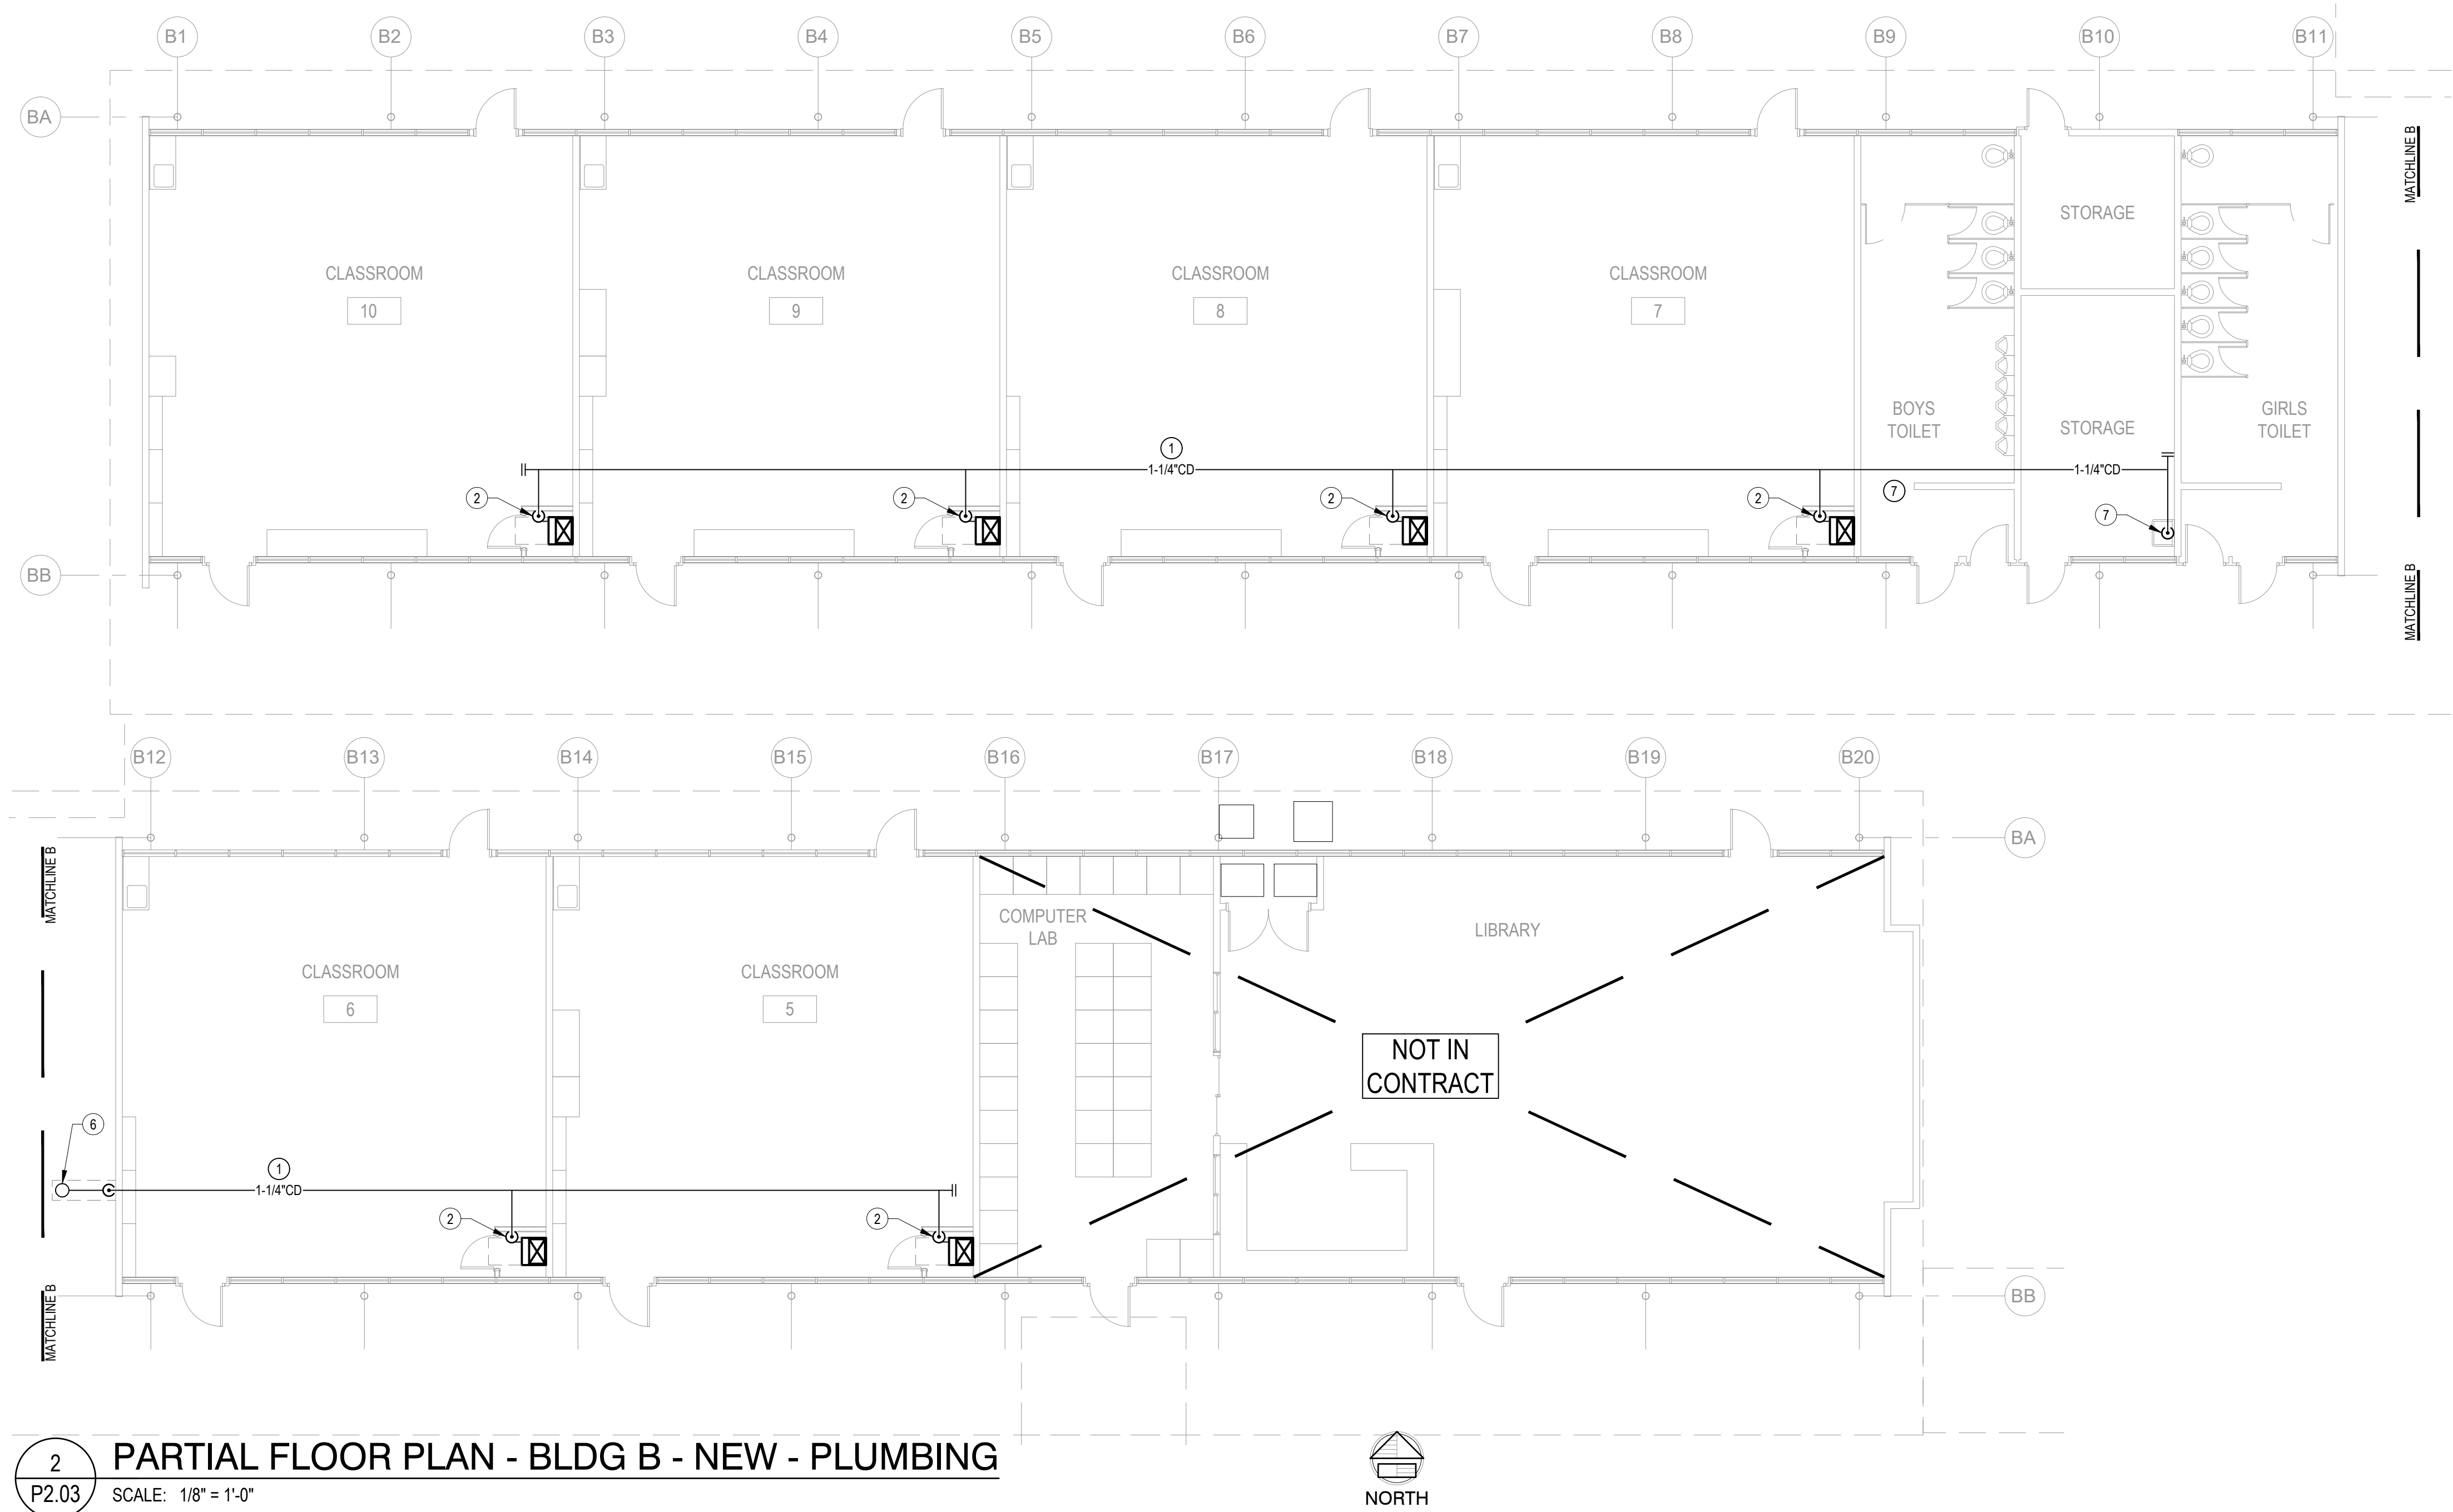 B1 B2 B3 B4 B5 B6 B7 B8 B9 B10 B11
BA
MATCHLINE B
STORAGE
CLASSROOM CLASSROOM CLASSROOM CLASSROOM
10 9 8 7
BOYS
TOILET
STORAGE
GIRLS
TOILET
1
1-1/4"CD 1-1/4"CD
2 2 2 2 7
7
BB
MATCHLINE B
B12 B13 B14 B15 B16 B17 B18 B19 B20
BA
MATCHLINE B
COMPUTER
LAB
LIBRARY
CLASSROOM CLASSROOM
6 5
NOT IN
CONTRACT
6
1
1-1/4"CD
2 2
BB
MATCHLINE B
2
P2.03
PARTIAL FLOOR PLAN - BLDG B - NEW - PLUMBING
SCALE: 1/8" = 1'-0"
NORTH